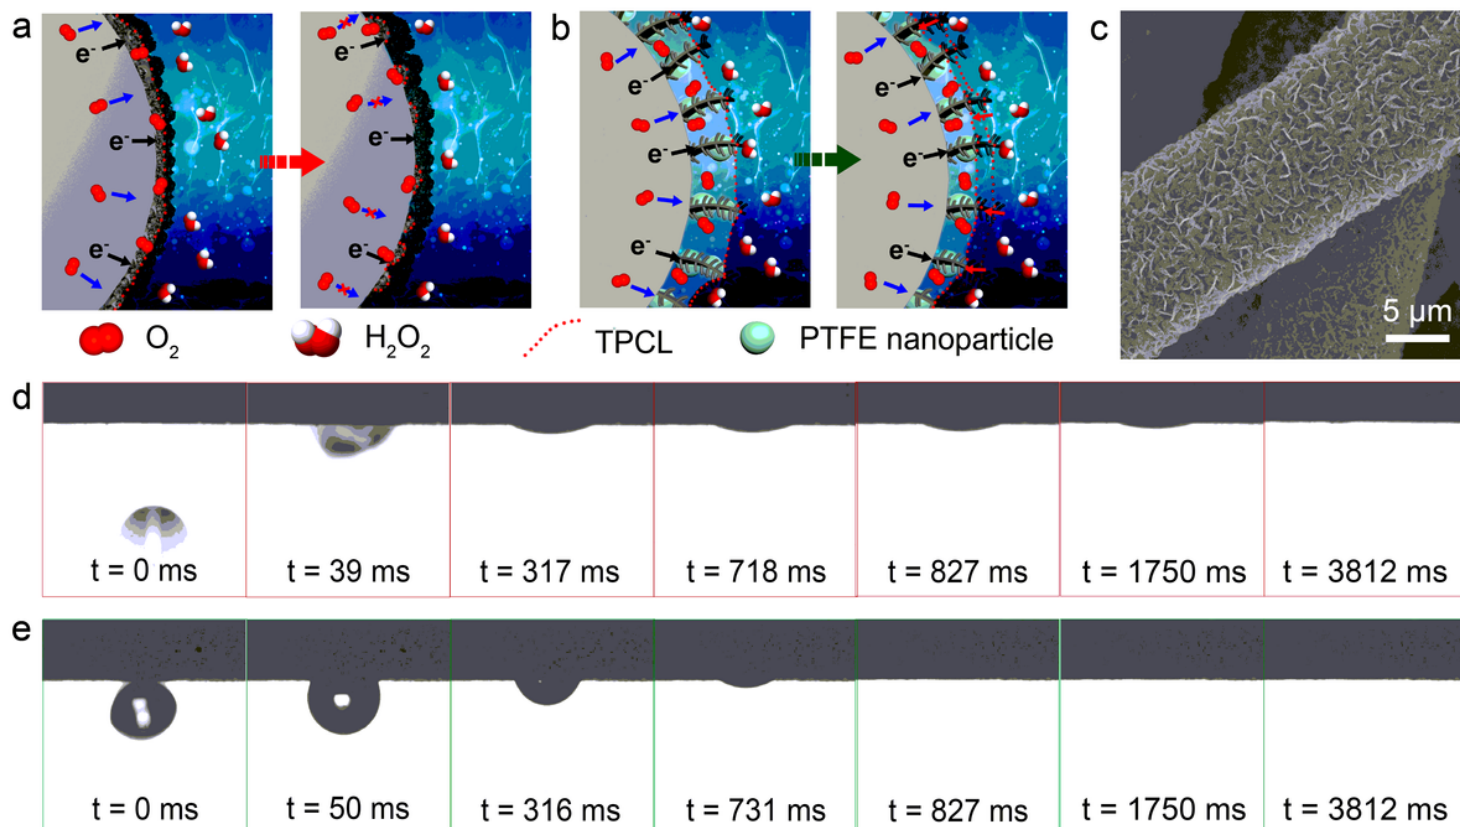 a
b
c
e-
e-
e-
e-
e-
e-
e-
e-
e-
e-
e-
e-
O2
H2O2
TPCL
PTFE nanoparticle
5 µm
d
t = 0 ms
t = 39 ms
t = 317 ms
t = 718 ms
t = 827 ms
t = 1750 ms
t = 3812 ms
e
t = 0 ms
t = 50 ms
t = 316 ms
t = 731 ms
t = 827 ms
t = 1750 ms
t = 3812 ms